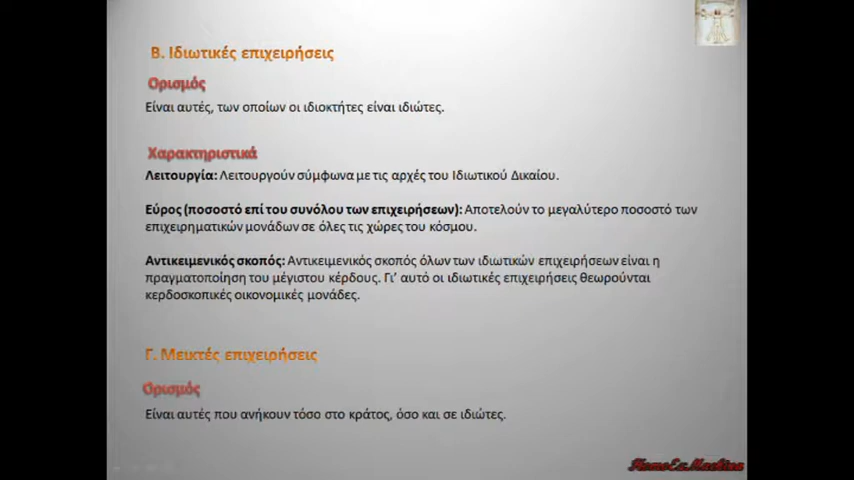 Β. Ιδιωτικές επιχειρήσεις
Ορισμός
Είναι αυτές, των οποίων οι ιδιοκτήτες είναι ιδιώτες.
Χαρακτηριστικά
Λειτουργία: Λειτουργούν σύμφωνα με τις αρχές του Ιδιωτικού Δικαίου.
Εύρος (ποσοστό επί του συνόλου των επιχειρήσεων): Αποτελούν το μεγαλύτερο ποσοστό των
επιχειρηματικών μονάδων σε όλες τις χώρες του κόσμου.
Αντικειμενικός σκοπός: Αντικειμενικός σκοπός όλων των ιδιωτικών επιχειρήσεων είναι η
πραγματοποίηση του μέγιστου κέρδους. Γι’ αυτό οι ιδιωτικές επιχειρήσεις θεωρούνται
κερδοσκοπικές οικονομικές μονάδες.
Γ. Μεικτές επιχειρήσεις
Ορισμός
Είναι αυτές που ανήκουν τόσο στο κράτος, όσο και σε ιδιώτες.
HomoExMachina